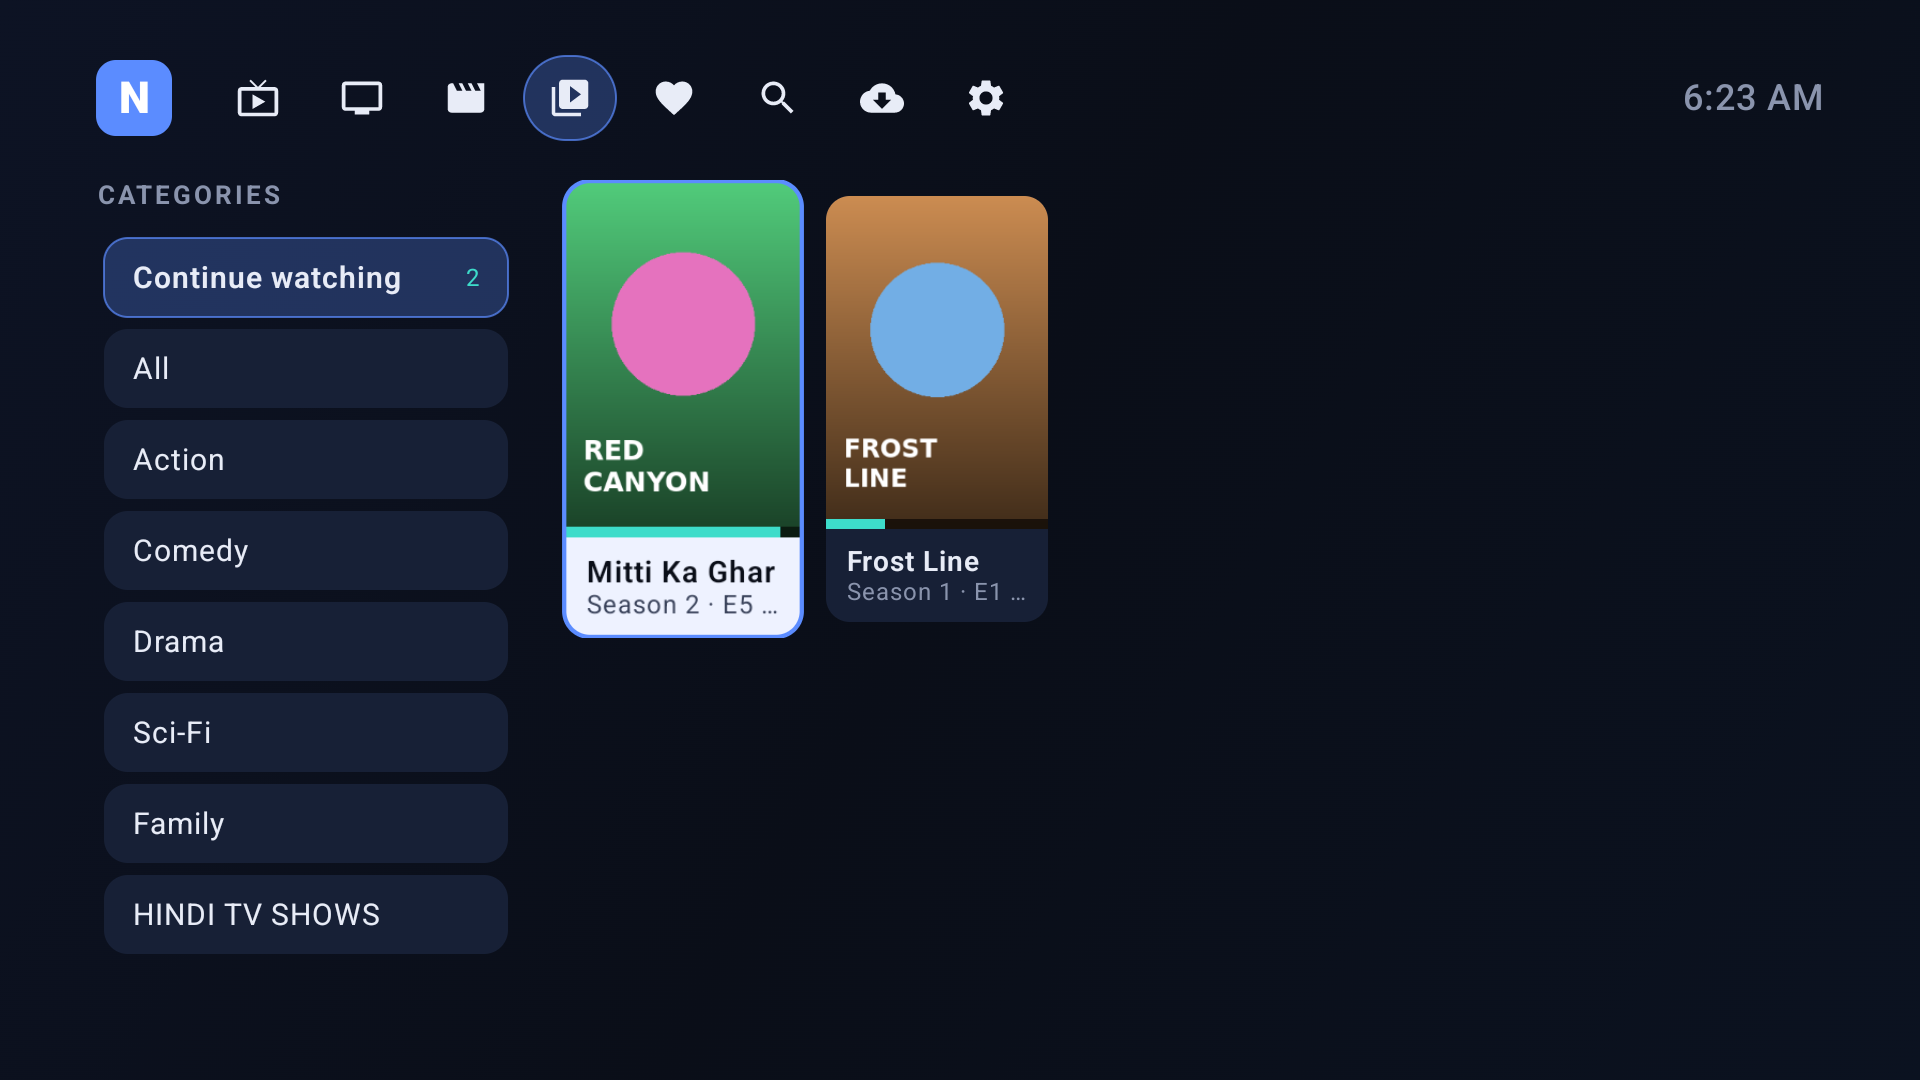 N
6:23 AM
CATEGORIES
Continue watching 2
All
Action
Comedy
Drama
Sci-Fi
Family
HINDI TV SHOWS
RED
CANYON
Mitti Ka Ghar
Season 2 · E5 …
FROST
LINE
Frost Line
Season 1 · E1 …